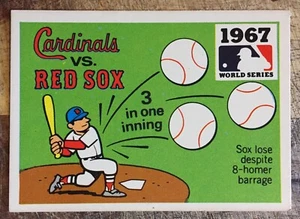 Cardinals
VS.
RED SOX
1967
WORLD SERIES
3
in one
inning
Sox lose
despite
8-homer
barrage